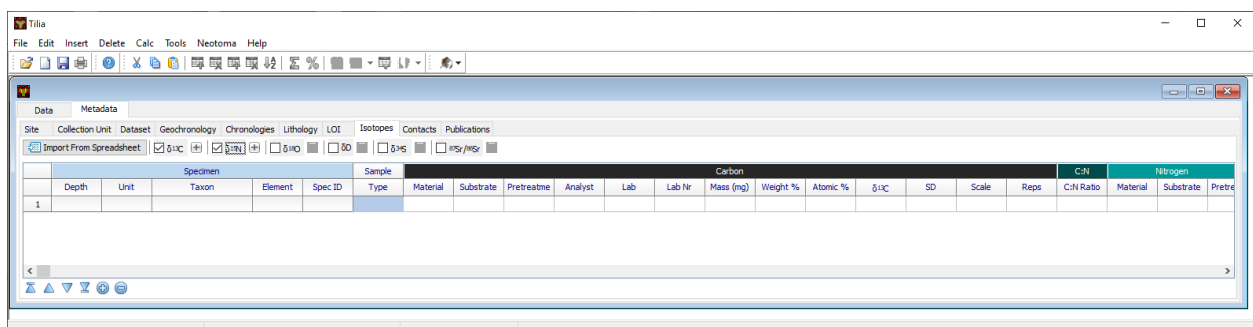 Tilia
File Edit Insert Delete Calc Tools Neotoma Help
Data Metadata
Site Collection Unit Dataset Geochronology Chronologies Lithology LOI Isotopes Contacts Publications
Import From Spreadsheet δ13C δ15N δ18O δD δ34S 87Sr/86Sr
Specimen Sample Carbon C:N Nitrogen
Depth Unit Taxon Element Spec ID Type Material Substrate Pretreatme Analyst Lab Lab Nr Mass (mg) Weight % Atomic % δ13C SD Scale Reps C:N Ratio Material Substrate Pretre
1